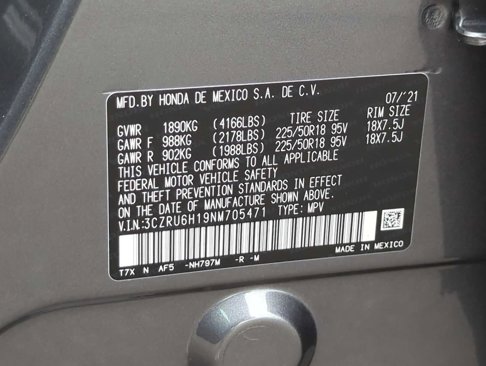 MFD.BY HONDA DE MEXICO S.A. DE C.V. 07/'21
GVWR 1890KG (4166LBS) TIRE SIZE RIM SIZE
GAWR F 988KG (2178LBS) 225/50R18 95V 18X7.5J
GAWR R 902KG (1988LBS) 225/50R18 95V 18X7.5J
THIS VEHICLE CONFORMS TO ALL APPLICABLE
FEDERAL MOTOR VEHICLE SAFETY
AND THEFT PREVENTION STANDARDS IN EFFECT
ON THE DATE OF MANUFACTURE SHOWN ABOVE.
V.I.N:3CZRU6H19NM705471 TYPE: MPV
T7X N AF5 -NH797M -R -M MADE IN MEXICO